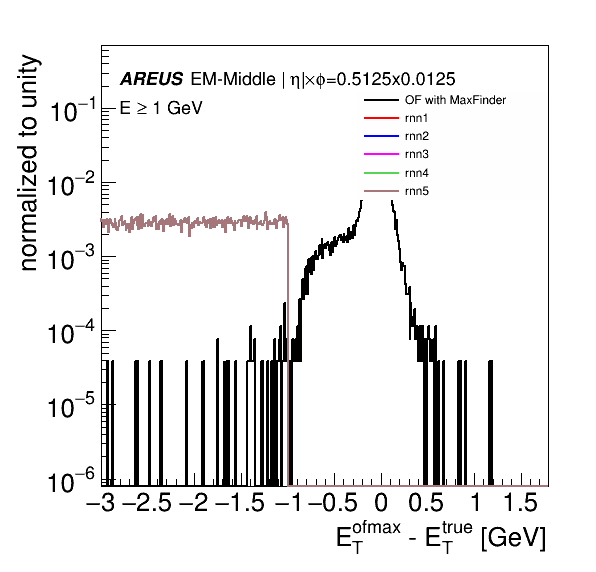 normalized to unity
AREUS EM-Middle | η|×ϕ=0.5125x0.0125
E ≥ 1 GeV
OF with MaxFinder
rnn1
rnn2
rnn3
rnn4
rnn5
10⁻¹
10⁻²
10⁻³
10⁻⁴
10⁻⁵
10⁻⁶
−3 −2.5 −2 −1.5 −1 −0.5 0 0.5 1 1.5
E_T^ofmax - E_T^true [GeV]